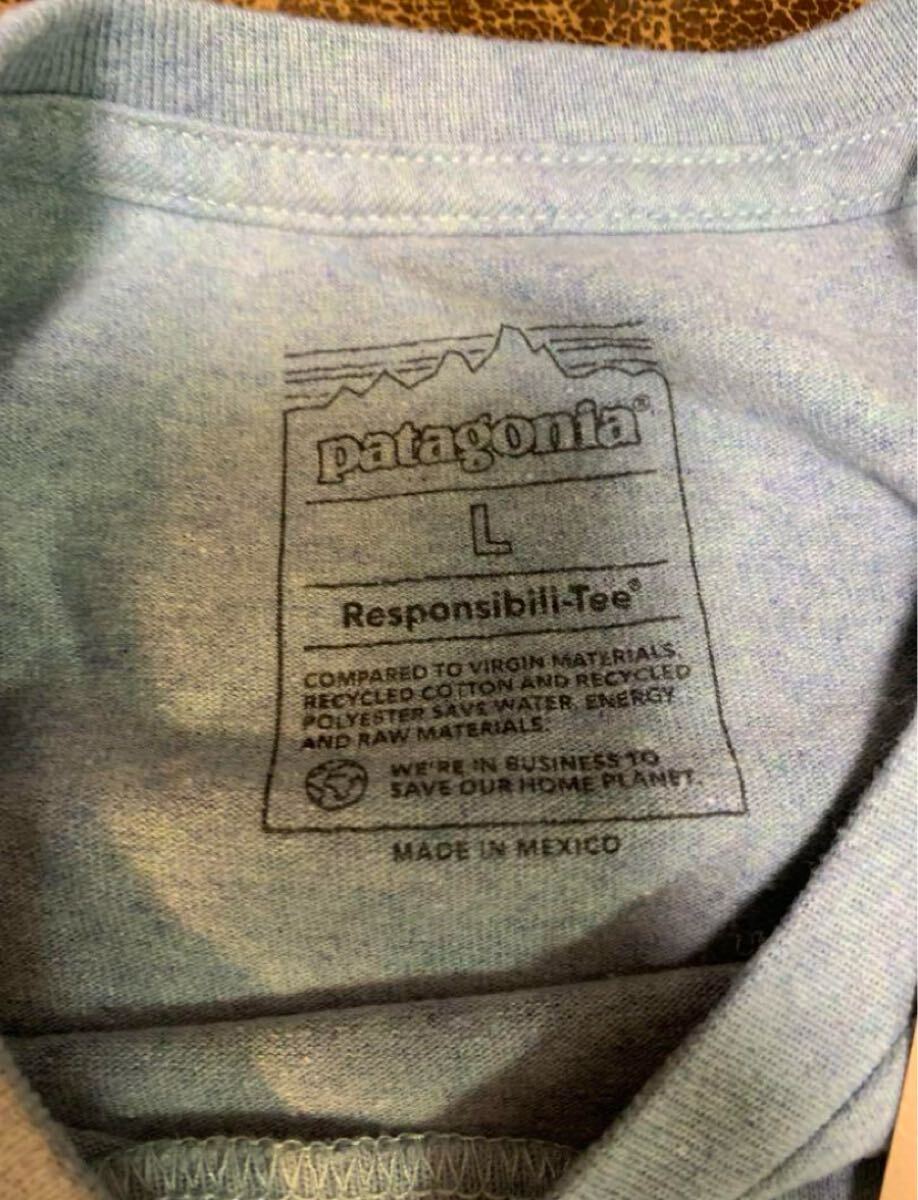 patagonia®
L
Responsibili-Tee®
COMPARED TO VIRGIN MATERIALS,
RECYCLED COTTON AND RECYCLED
POLYESTER SAVE WATER, ENERGY
AND RAW MATERIALS.
WE'RE IN BUSINESS TO
SAVE OUR HOME PLANET.
MADE IN MEXICO